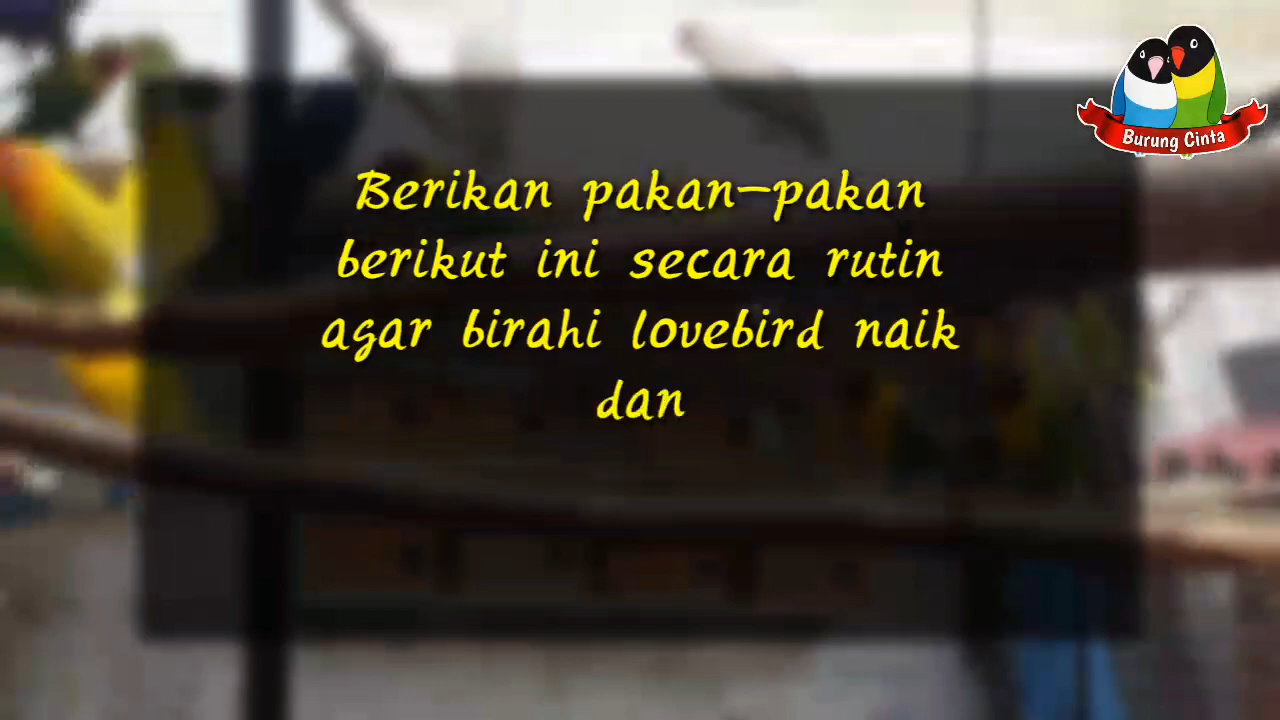 Burung Cinta
Berikan pakan-pakan
berikut ini secara rutin
agar birahi lovebird naik
dan